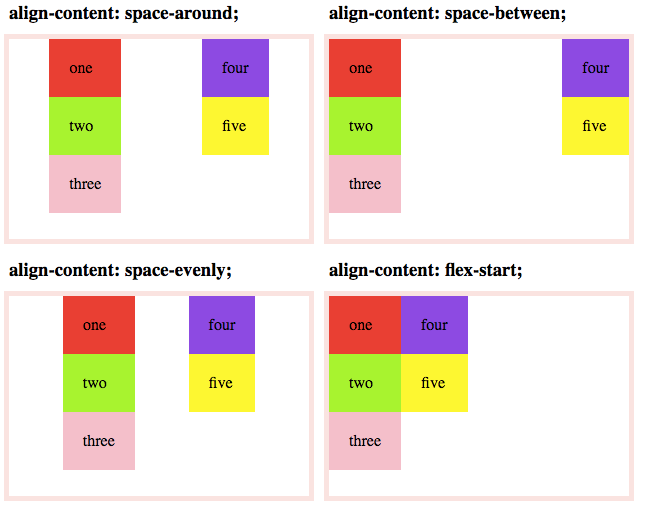 align-content: space-around;
one
four
two
five
three
align-content: space-between;
one
four
two
five
three
align-content: space-evenly;
one
four
two
five
three
align-content: flex-start;
one
four
two
five
three